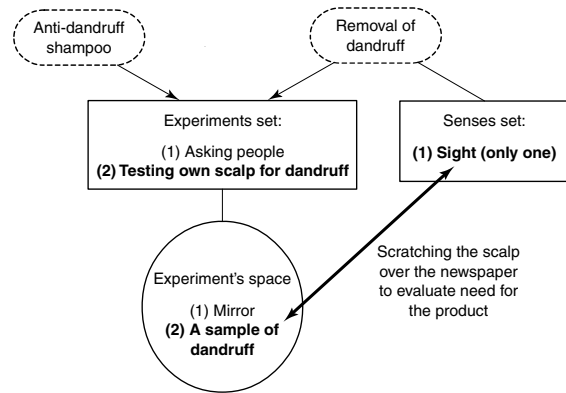 Anti-dandruff
shampoo
Removal of
dandruff
Experiments set:
(1) Asking people
(2) Testing own scalp for dandruff
Senses set:
(1) Sight (only one)
Experiment's space
(1) Mirror
(2) A sample of
dandruff
Scratching the scalp
over the newspaper
to evaluate need for
the product